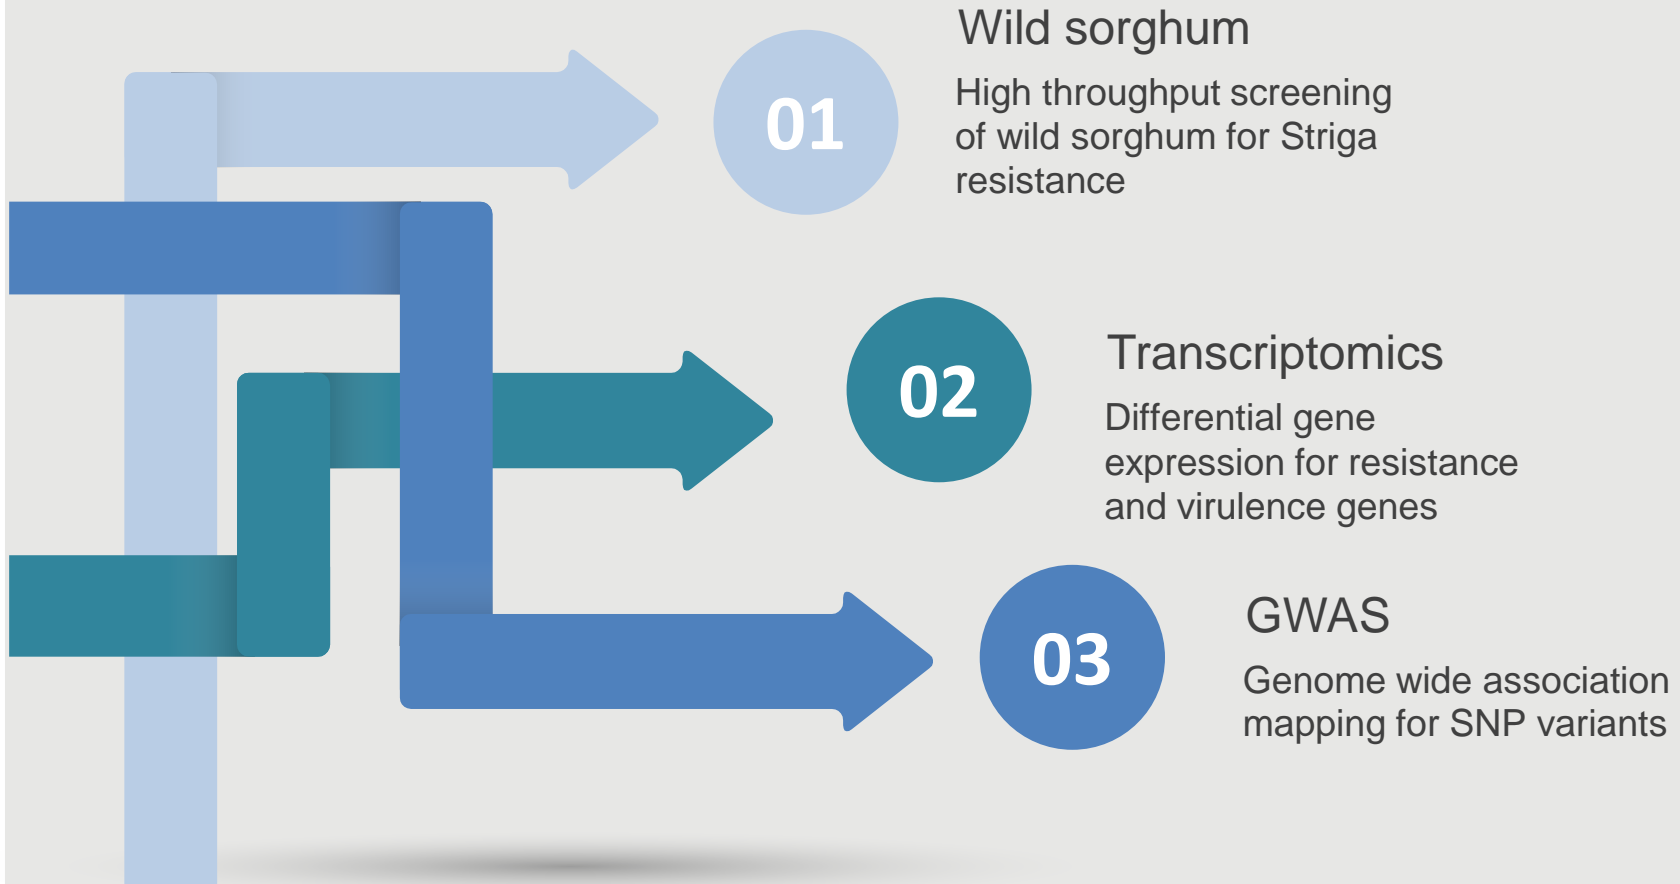 01
Wild sorghum
High throughput screening
of wild sorghum for Striga
resistance
02
Transcriptomics
Differential gene
expression for resistance
and virulence genes
03
GWAS
Genome wide association
mapping for SNP variants